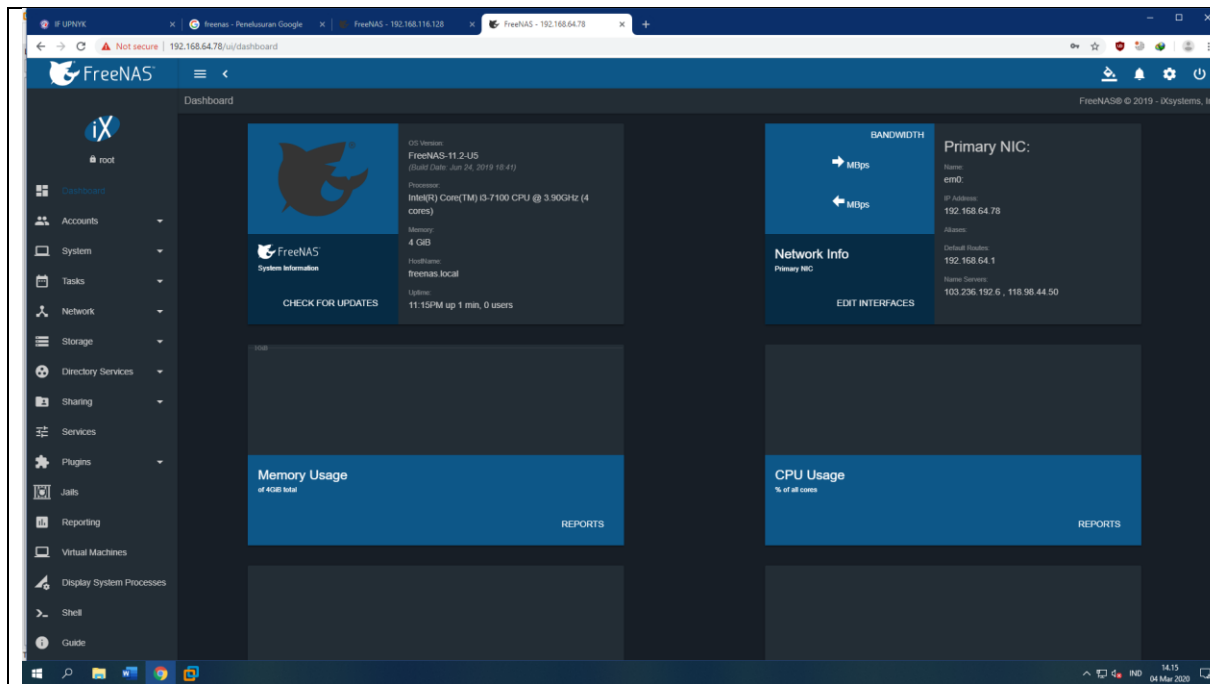 IF UPNYK
freenas - Penelusuran Google
FreeNAS - 192.168.116.128
FreeNAS - 192.168.64.78
Not secure
192.168.64.78/ui/dashboard
FreeNAS
Dashboard
FreeNAS® © 2019 - iXsystems,
iX
root
Dashboard
Accounts
System
Tasks
Network
Storage
Directory Services
Sharing
Services
Plugins
Jails
Reporting
Virtual Machines
Display System Processes
Shell
Guide
FreeNAS
System Information
CHECK FOR UPDATES
OS Version:
FreeNAS-11.2-U5
(Build Date: Jun 24, 2019 18:41)
Processor:
Intel(R) Core(TM) i3-7100 CPU @ 3.90GHz (4
cores)
Memory:
4 GiB
HostName:
freenas.local
Uptime:
11:15PM up 1 min, 0 users
BANDWIDTH
MBps
MBps
Network Info
Primary NIC
EDIT INTERFACES
Primary NIC:
Name:
em0:
IP Address:
192.168.64.78
Aliases:
Default Routes:
192.168.64.1
Name Servers:
103.236.192.6 , 118.98.44.50
Memory Usage
of 4GiB total
REPORTS
CPU Usage
% of all cores
REPORTS
IND
14.15
04 Mar 2020